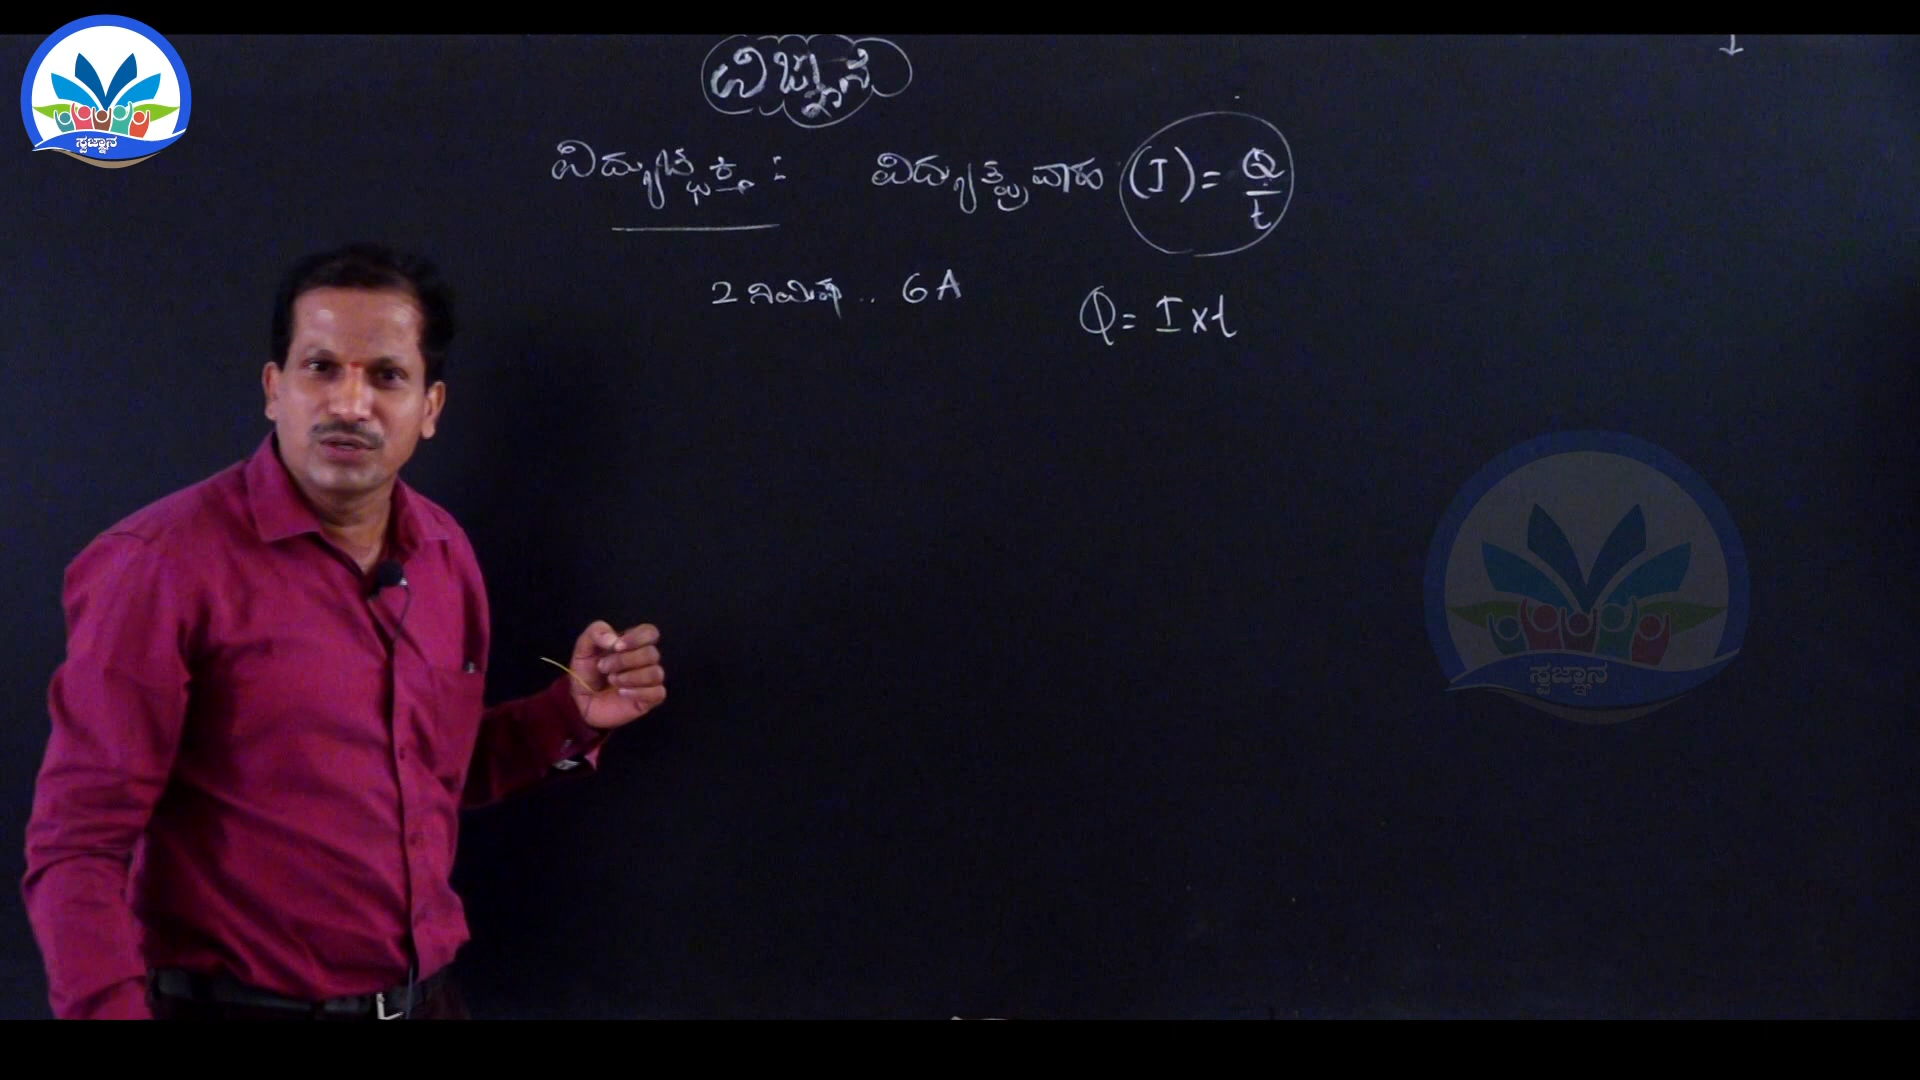 ವಿಜ್ಞಾನ
ವಿದ್ಯುಚ್ಛಕ್ತಿ : ವಿದ್ಯುತ್ಪ್ರವಾಹ (I) = Q/t
2 ನಿಮಿಷ .. 6A
Q = I x t
ಸ್ವಜ್ಞಾನ
ಸ್ವಜ್ಞಾನ